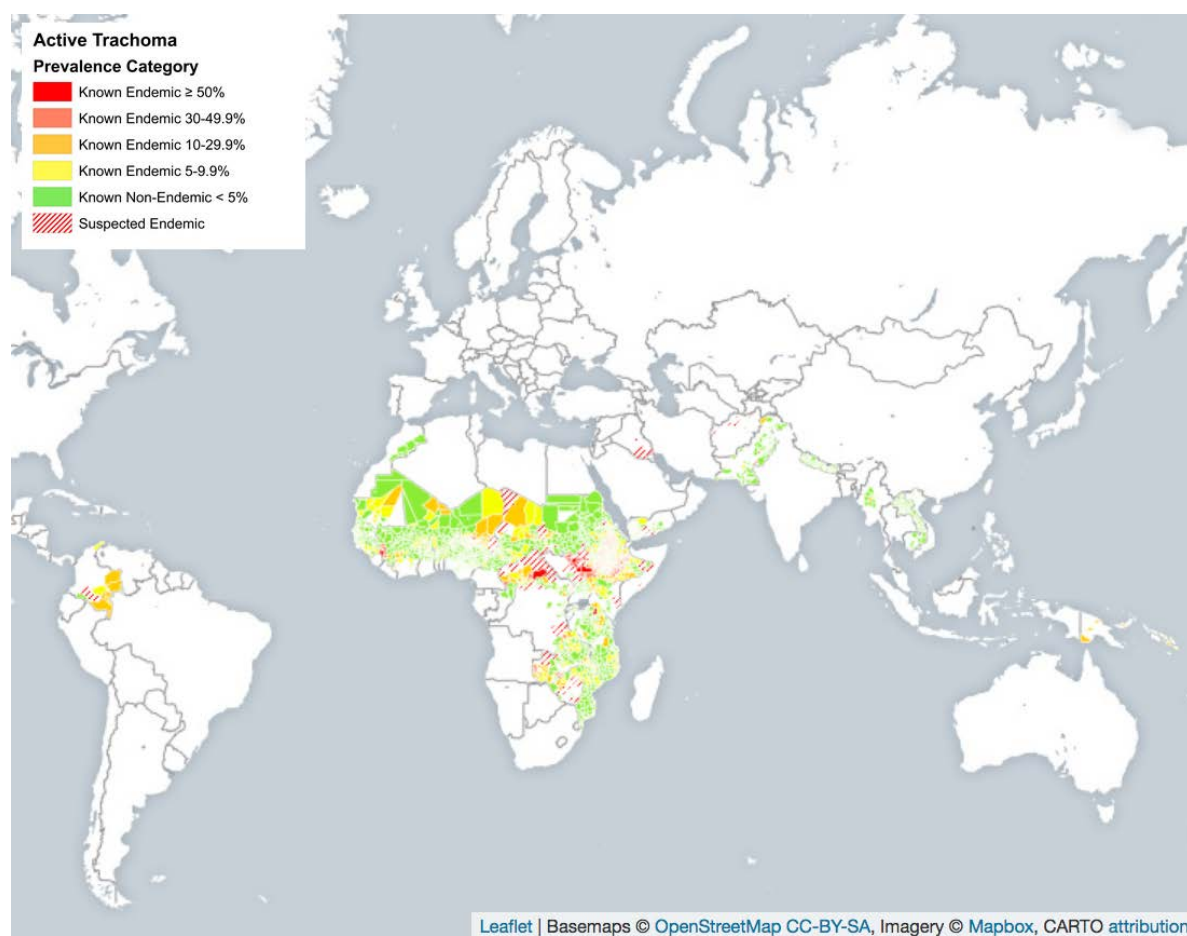 Active Trachoma
Prevalence Category
Known Endemic ≥ 50%
Known Endemic 30-49.9%
Known Endemic 10-29.9%
Known Endemic 5-9.9%
Known Non-Endemic < 5%
Suspected Endemic
Leaflet | Basemaps © OpenStreetMap CC-BY-SA, Imagery © Mapbox, CARTO attribution